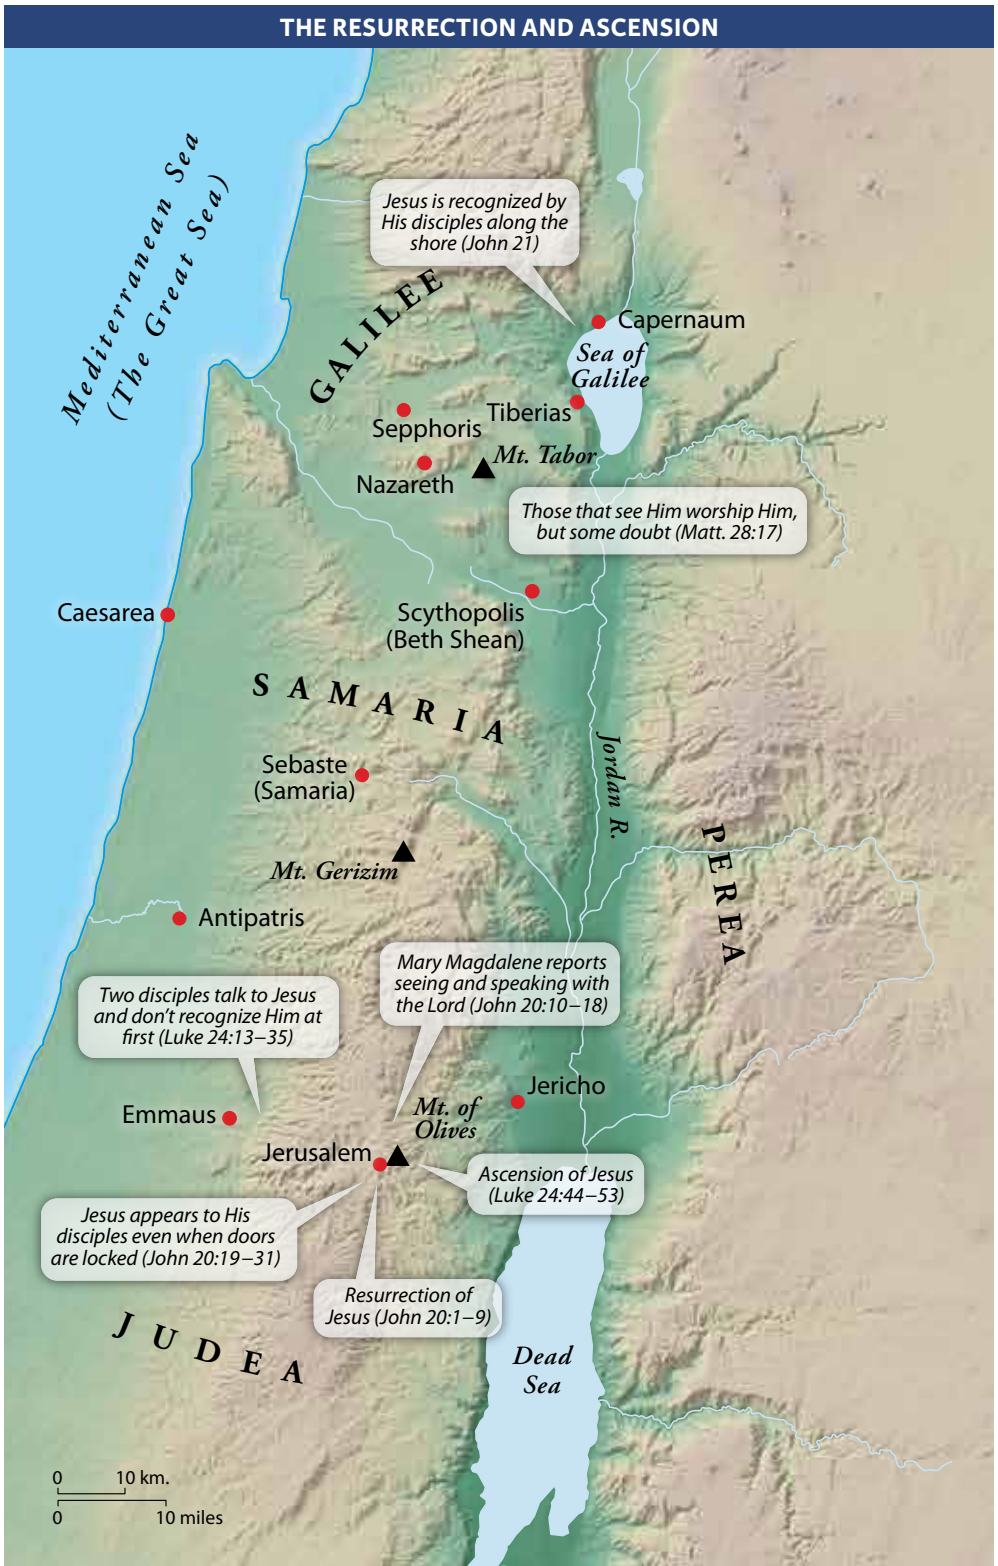 THE RESURRECTION AND ASCENSION
Mediterranean Sea
(The Great Sea)
Jesus is recognized by
His disciples along the
shore (John 21)
GALILEE
Capernaum
Sea of
Galilee
Sepphoris
Tiberias
Mt. Tabor
Nazareth
Those that see Him worship Him,
but some doubt (Matt. 28:17)
Caesarea
Scythopolis
(Beth Shean)
SAMARIA
Jordan R.
Sebaste
(Samaria)
PEREA
Mt. Gerizim
Antipatris
Mary Magdalene reports
seeing and speaking with
the Lord (John 20:10–18)
Two disciples talk to Jesus
and don't recognize Him at
first (Luke 24:13–35)
Jericho
Emmaus
Mt. of
Olives
Jerusalem
Ascension of Jesus
(Luke 24:44–53)
Jesus appears to His
disciples even when doors
are locked (John 20:19–31)
Resurrection of
Jesus (John 20:1–9)
JUDEA
Dead
Sea
0 10 km.
0 10 miles